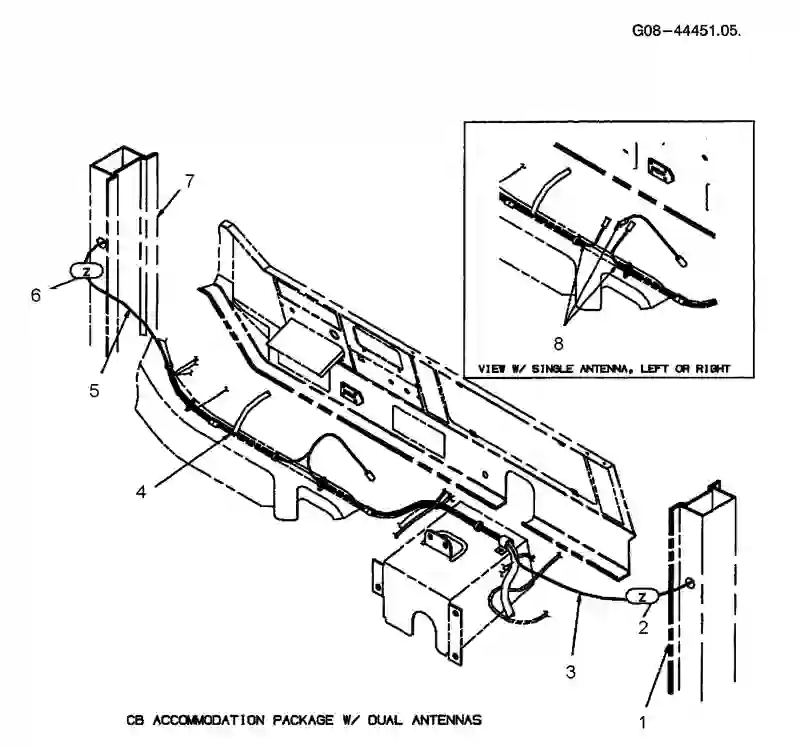 G08-44451.05.
7
6
Z
8
VIEW W/ SINGLE ANTENNA, LEFT OR RIGHT
5
4
Z
2
3
1
CB ACCOMMODATION PACKAGE W/ DUAL ANTENNAS